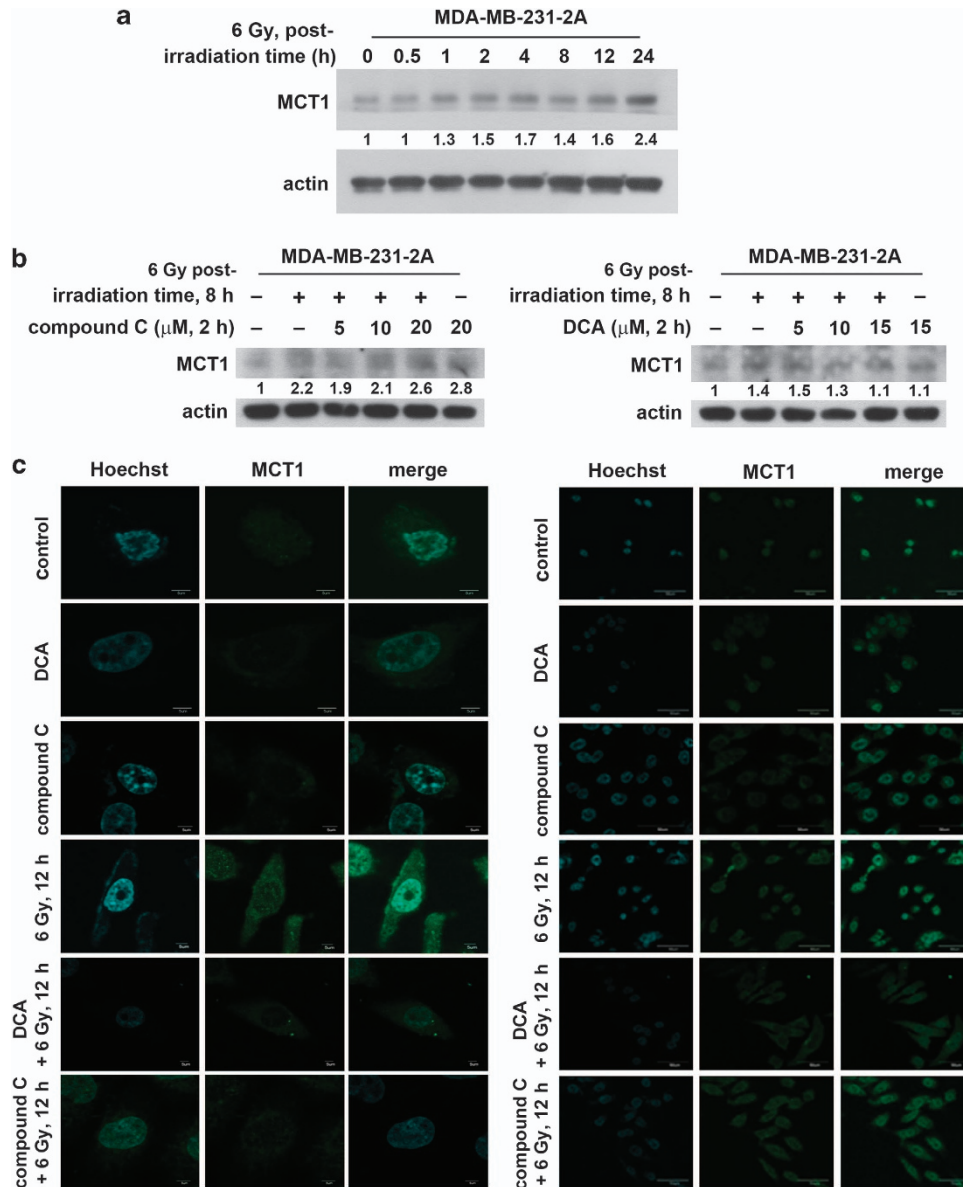 a
MDA-MB-231-2A
6 Gy, post-
irradiation time (h) 0 0.5 1 2 4 8 12 24
MCT1
1 1 1.3 1.5 1.7 1.4 1.6 2.4
actin
b
MDA-MB-231-2A
6 Gy post-
irradiation time, 8 h – + + + + –
compound C (μM, 2 h) – – 5 10 20 20
MCT1
1 2.2 1.9 2.1 2.6 2.8
actin
MDA-MB-231-2A
6 Gy post-
irradiation time, 8 h – + + + + –
DCA (μM, 2 h) – – 5 10 15 15
MCT1
1 1.4 1.5 1.3 1.1 1.1
actin
c
Hoechst MCT1 merge
control
DCA
compound C
6 Gy, 12 h
DCA
+ 6 Gy, 12 h
compound C
+ 6 Gy, 12 h
Hoechst MCT1 merge
control
DCA
compound C
6 Gy, 12 h
DCA
+ 6 Gy, 12 h
compound C
+ 6 Gy, 12 h